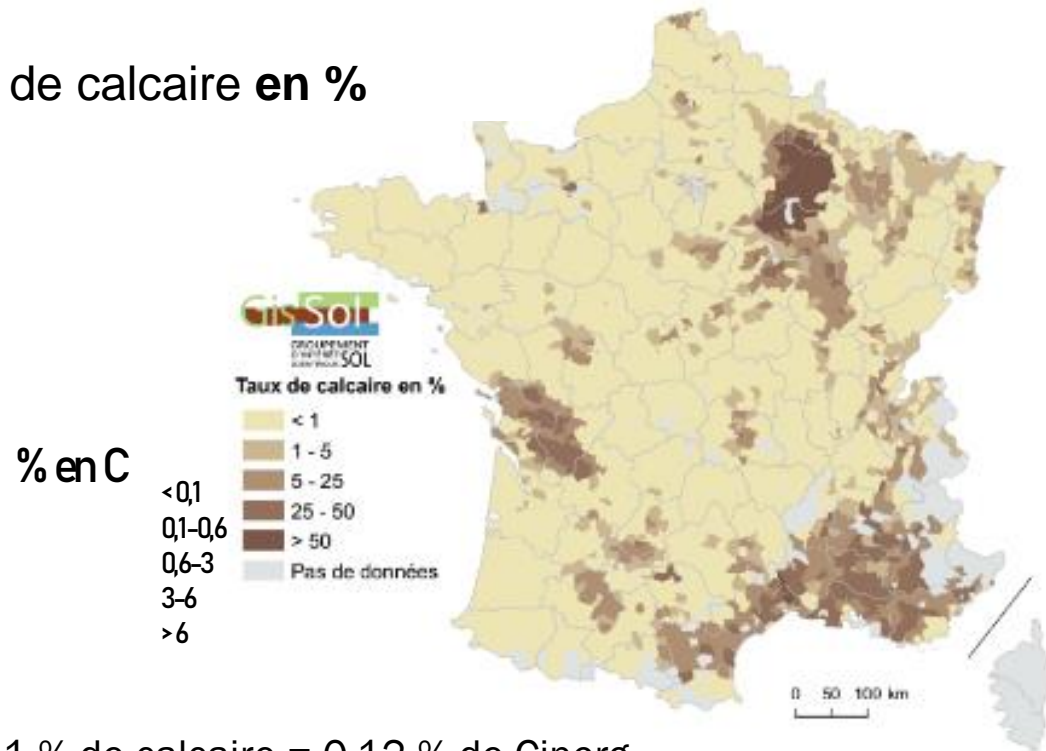 de calcaire en %
GisSol
GROUPEMENT
D'INTÉRÊT
SCIENTIFIQUE SOL
Taux de calcaire en %
< 1
1 - 5
5 - 25
25 - 50
> 50
Pas de données
% en C
< 0,1
0,1-0,6
0,6-3
3-6
> 6
0 50 100 km
1 % de calcaire = 0,12 % de Cinorg